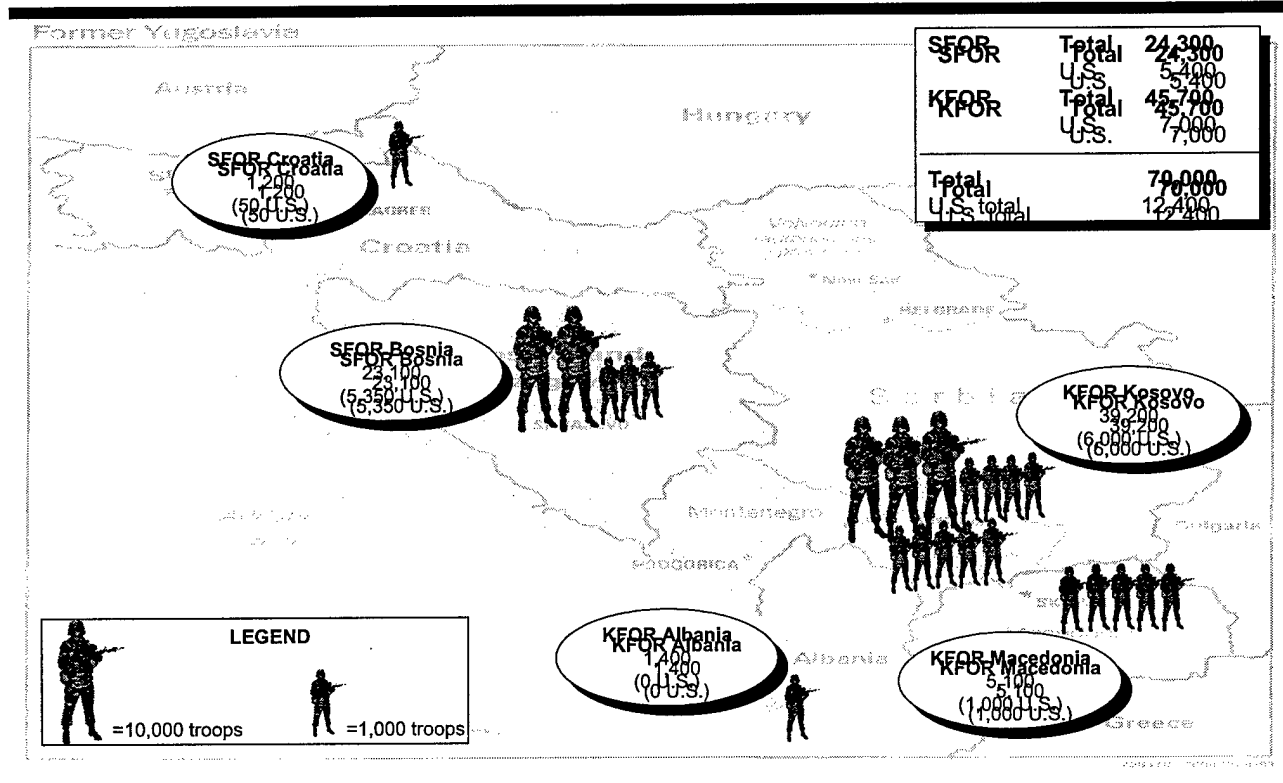 Former Yugoslavia
SFOR Total 24,300
U.S. 5,400
KFOR Total 45,700
U.S. 7,000
Total 70,000
U.S. total 12,400
Austria
Hungary
SFOR Croatia
1,200
(50 U.S.)
Croatia
BELGRADE
SFOR Bosnia
23,100
(5,350 U.S.)
Serbia
KFOR Kosovo
39,200
(6,000 U.S.)
Montenegro
Bulgaria
PODGORICA
LEGEND
=10,000 troops
=1,000 troops
KFOR Albania
1,400
(0 U.S.)
Albania
KFOR Macedonia
5,100
(1,000 U.S.)
Greece